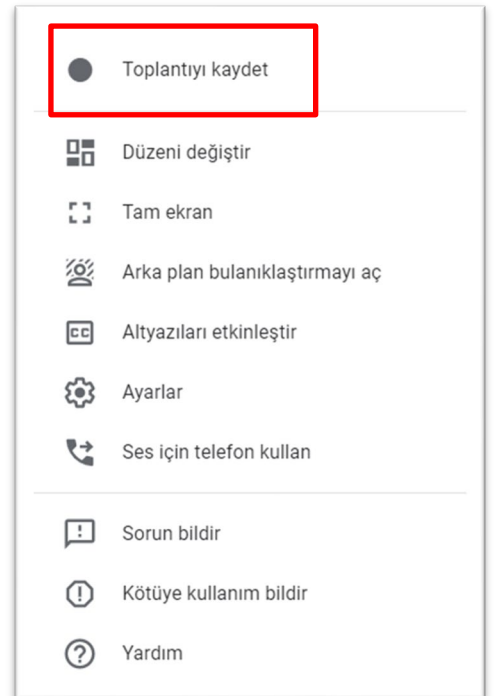 Toplantıyı kaydet
Düzeni değiştir
Tam ekran
Arka plan bulanıklaştırmayı aç
CC
Altyazıları etkinleştir
Ayarlar
Ses için telefon kullan
Sorun bildir
Kötüye kullanım bildir
Yardım